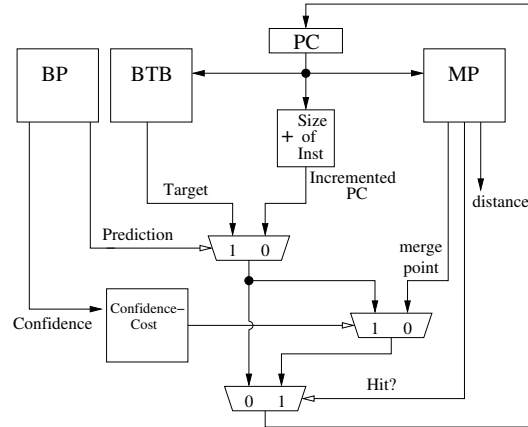 PC
BP
BTB
MP
+ Size
of
Inst
Target
Incremented
PC
distance
Prediction
1 0
merge
point
Confidence
Confidence−
Cost
1 0
Hit?
0 1